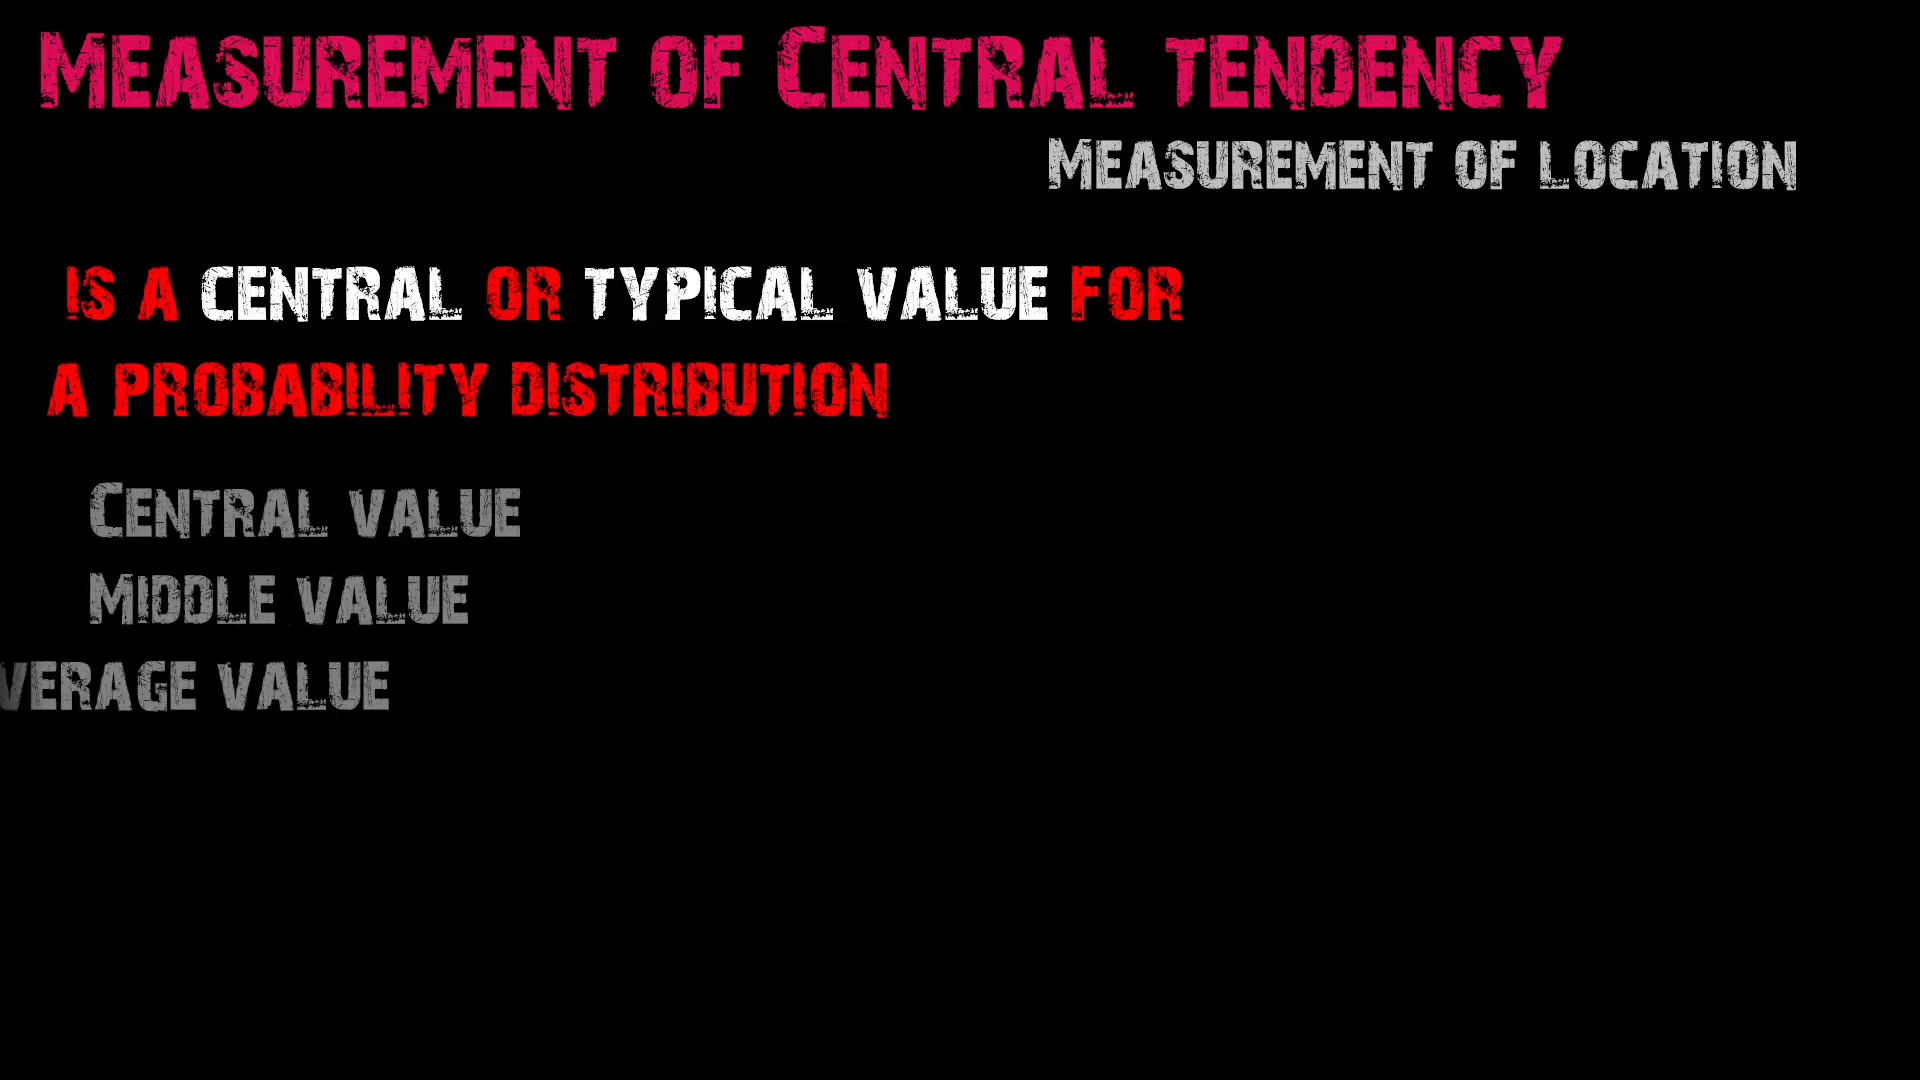 Measurement of Central tendency
Measurement of location
is a central or typical value for
a probability distribution
Central value
Middle value
verage value